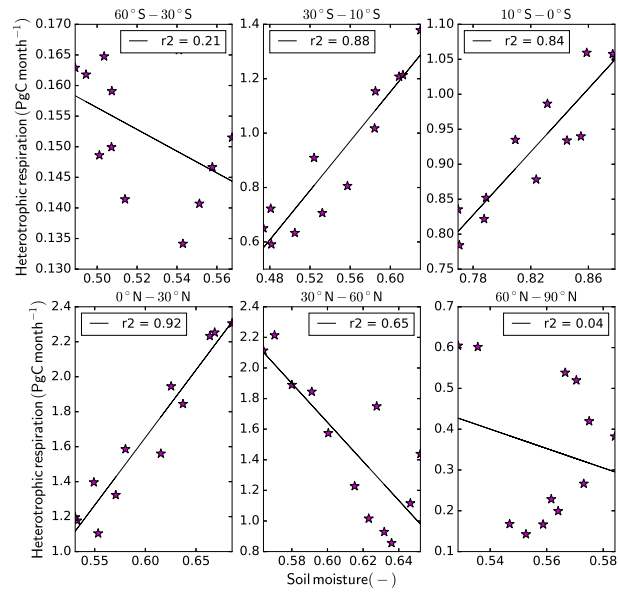 60°S−30°S
30°S−10°S
10°S−0°S
Heterotrophic respiration (PgC month⁻¹)
r2 = 0.21
r2 = 0.88
r2 = 0.84
0.170
0.165
0.160
0.155
0.150
0.145
0.140
0.135
0.130
1.4
1.2
1.0
0.8
0.6
1.10
1.05
1.00
0.95
0.90
0.85
0.80
0.75
0.50 0.52 0.54 0.56
0.48 0.52 0.56 0.60
0.78 0.82 0.86
0°N−30°N
30°N−60°N
60°N−90°N
Heterotrophic respiration (PgC month⁻¹)
r2 = 0.92
r2 = 0.65
r2 = 0.04
2.4
2.2
2.0
1.8
1.6
1.4
1.2
1.0
2.4
2.2
2.0
1.8
1.6
1.4
1.2
1.0
0.8
0.7
0.6
0.5
0.4
0.3
0.2
0.1
0.55 0.60 0.65
0.58 0.60 0.62 0.64
0.54 0.56 0.58
Soil moisture(−)